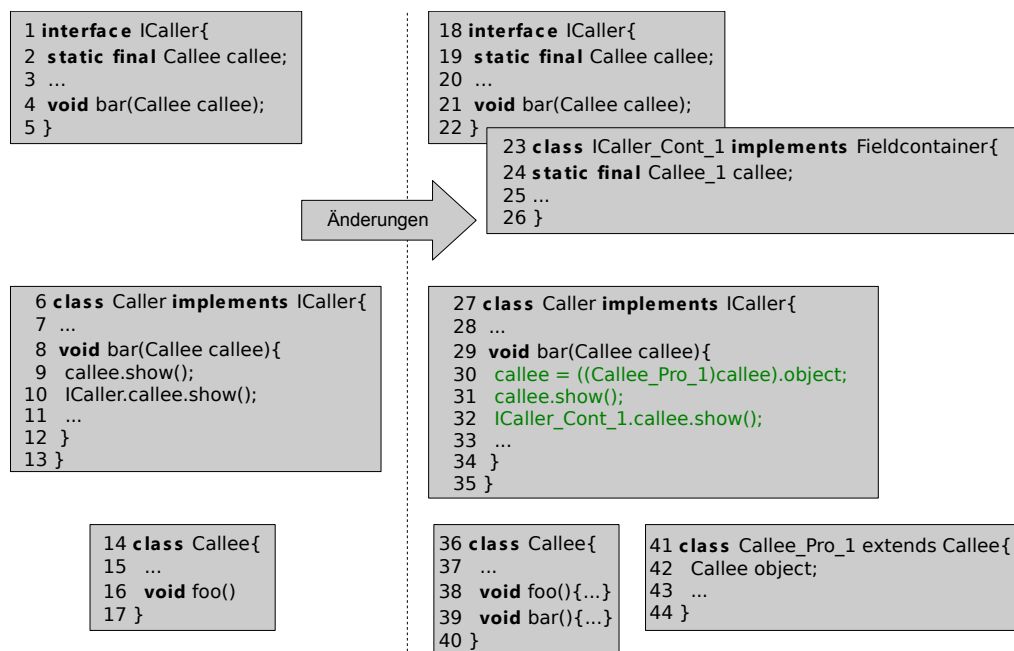 1 interface ICaller{
2 static final Callee callee;
3 ...
4 void bar(Callee callee);
5 }
18 interface ICaller{
19 static final Callee callee;
20 ...
21 void bar(Callee callee);
22 }
23 class ICaller_Cont_1 implements Fieldcontainer{
24 static final Callee_1 callee;
25 ...
26 }
Änderungen
6 class Caller implements ICaller{
7 ...
8 void bar(Callee callee){
9 callee.show();
10 ICaller.callee.show();
11 ...
12 }
13 }
27 class Caller implements ICaller{
28 ...
29 void bar(Callee callee){
30 callee = ((Callee_Pro_1)callee).object;
31 callee.show();
32 ICaller_Cont_1.callee.show();
33 ...
34 }
35 }
14 class Callee{
15 ...
16 void foo()
17 }
36 class Callee{
37 ...
38 void foo(){...}
39 void bar(){...}
40 }
41 class Callee_Pro_1 extends Callee{
42 Callee object;
43 ...
44 }